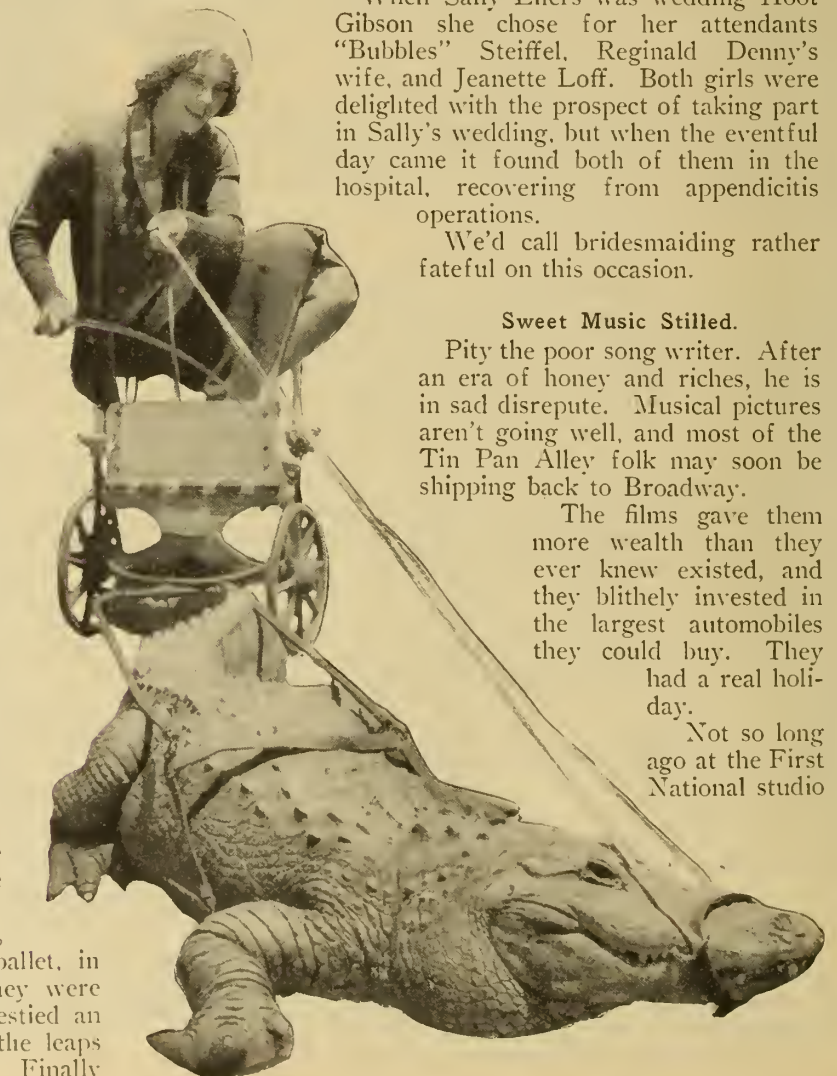 When Sally Eilers was wedding Hoot
Gibson she chose for her attendants
"Bubbles" Steiffel, Reginald Denny's
wife, and Jeanette Loff. Both girls were
delighted with the prospect of taking part
in Sally's wedding, but when the eventful
day came it found both of them in the
hospital, recovering from appendicitis
operations.
We'd call bridesmaiding rather
fateful on this occasion.
Sweet Music Stilled.
Pity the poor song writer. After
an era of honey and riches, he is
in sad disrepute. Musical pictures
aren't going well, and most of the
Tin Pan Alley folk may soon be
shipping back to Broadway.
The films gave them
more wealth than they
ever knew existed, and
they blithely invested in
the largest automobiles
they could buy. They
had a real holi-
day.
Not so long
ago at the First
National studio
ballet, in
were
an
the leaps
Finally